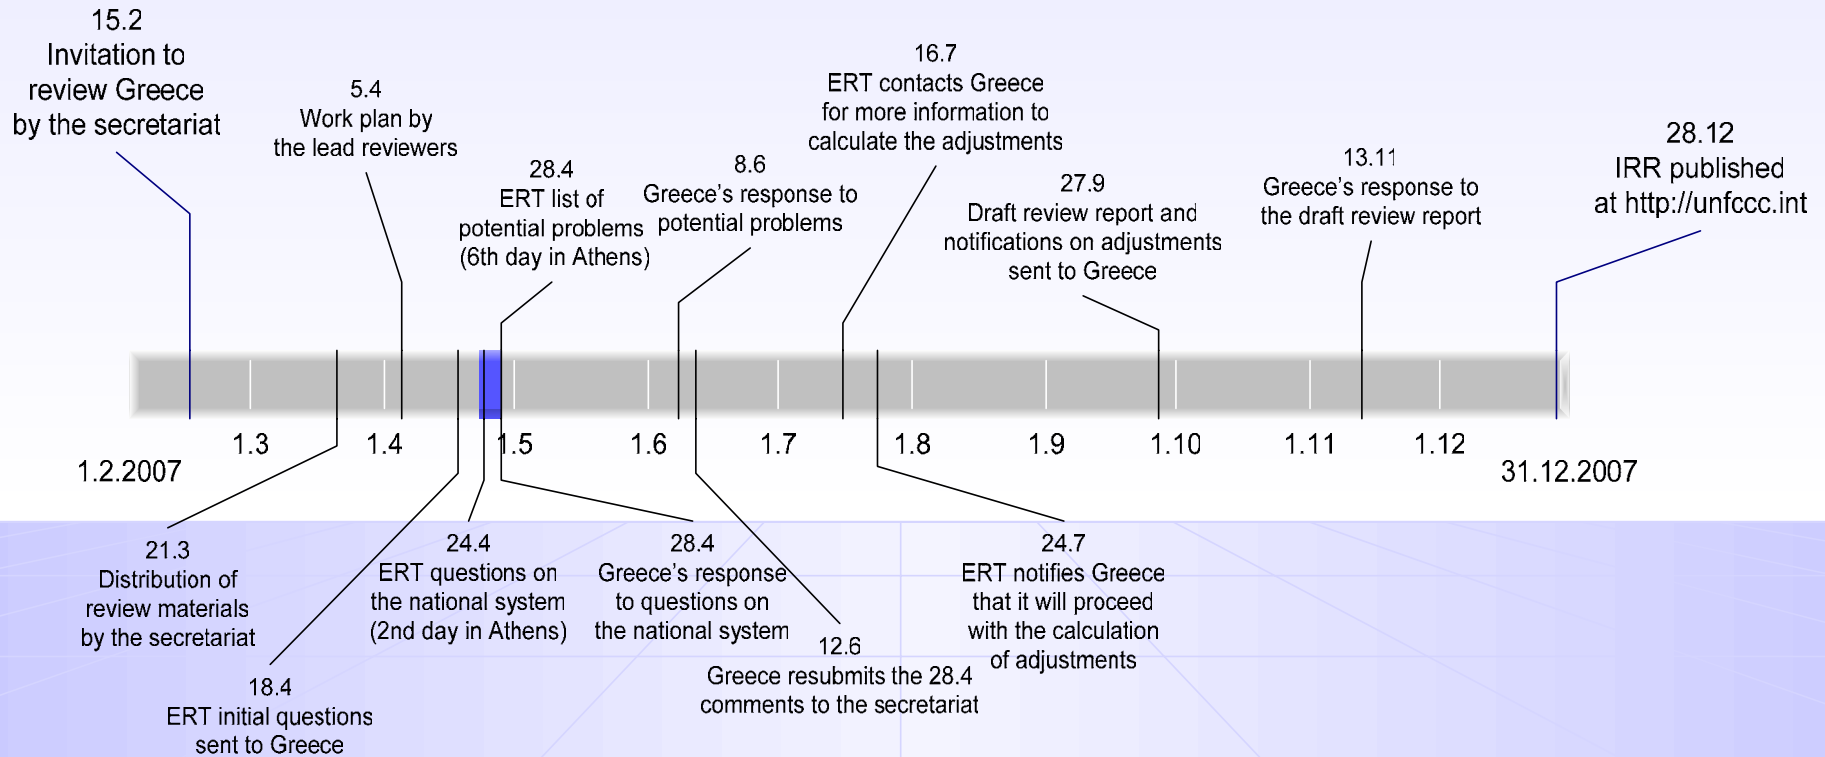 15.2
Invitation to
review Greece
by the secretariat
5.4
Work plan by
the lead reviewers
28.4
ERT list of
potential problems
(6th day in Athens)
8.6
Greece's response to
potential problems
16.7
ERT contacts Greece
for more information to
calculate the adjustments
27.9
Draft review report and
notifications on adjustments
sent to Greece
13.11
Greece's response to
the draft review report
28.12
IRR published
at http://unfccc.int
1.2.2007
1.3
1.4
1.5
1.6
1.7
1.8
1.9
1.10
1.11
1.12
31.12.2007
21.3
Distribution of
review materials
by the secretariat
18.4
ERT initial questions
sent to Greece
24.4
ERT questions on
the national system
(2nd day in Athens)
28.4
Greece's response
to questions on
the national system
12.6
Greece resubmits the 28.4
comments to the secretariat
24.7
ERT notifies Greece
that it will proceed
with the calculation
of adjustments